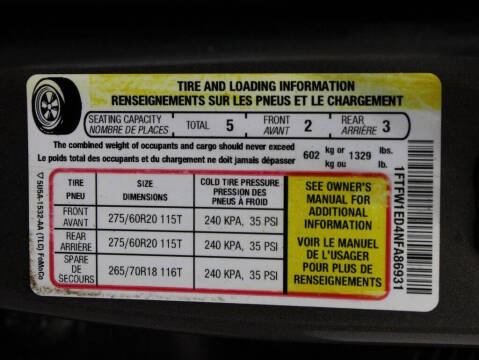 TIRE AND LOADING INFORMATION
RENSEIGNEMENTS SUR LES PNEUS ET LE CHARGEMENT
SEATING CAPACITY
NOMBRE DE PLACES
TOTAL 5
FRONT
AVANT 2
REAR
ARRIÈRE 3
The combined weight of occupants and cargo should never exceed
Le poids total des occupants et du chargement ne doit jamais dépasser
602 kg or 1329 lbs.
kg ou lb.
TIRE
PNEU
SIZE
DIMENSIONS
COLD TIRE PRESSURE
PRESSION DES PNEUS
À FROID
FRONT
AVANT
275/60R20 115T
240 KPA, 35 PSI
REAR
ARRIÈRE
275/60R20 115T
240 KPA, 35 PSI
SPARE
DE SECOURS
265/70R18 116T
240 KPA, 35 PSI
SEE OWNER'S
MANUAL FOR
ADDITIONAL
INFORMATION
VOIR LE MANUEL
DE L'USAGER
POUR PLUS DE
RENSEIGNEMENTS
1FTFW1ED4NFA86931
5U5A-1532-AA (TLC) FoMoCo